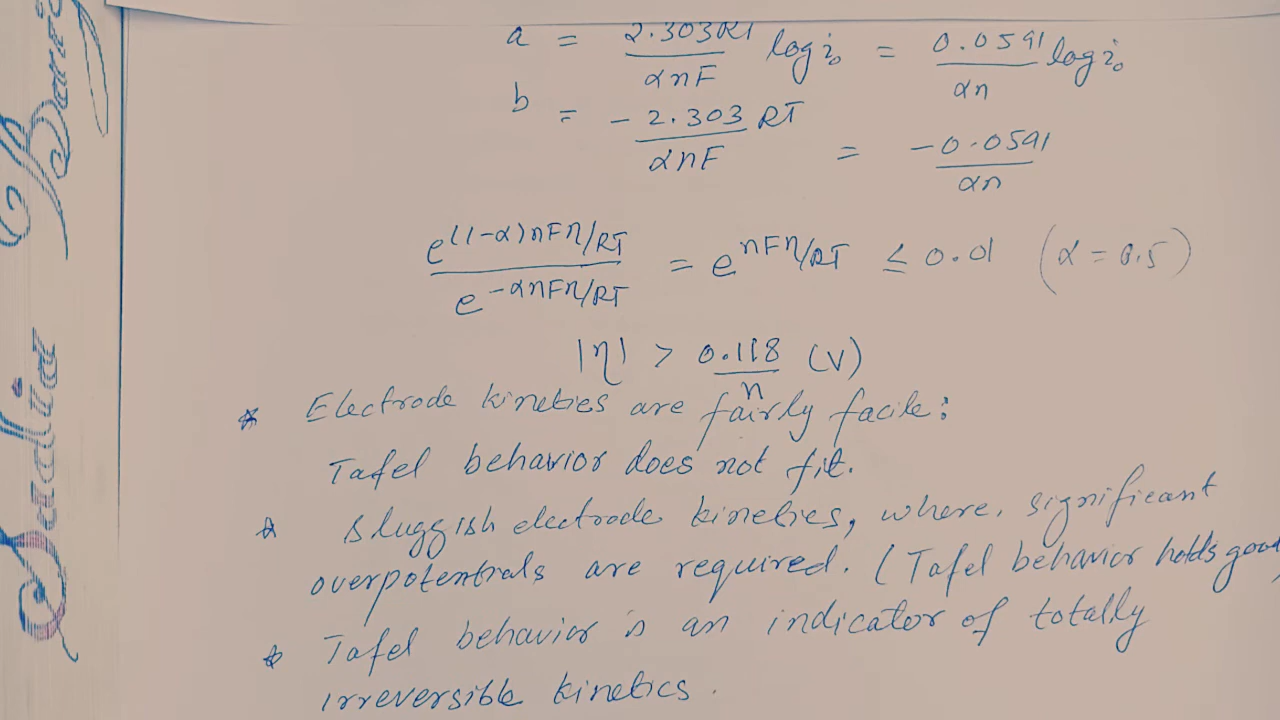 a = 2.303RT/αnF log i₀ = 0.0591/αn log i₀
b = -2.303 RT/αnF = -0.0591/αn
e^(1-α)nFη/RT / e^-αnFη/RT = e^nFη/RT ≤ 0.01 (α = 0.5)
|η| > 0.118/n (V)
* Electrode kinetics are fairly facile:
Tafel behavior does not fit.
* Sluggish electrode kinetics, where, significant
overpotentials are required. (Tafel behavior holds good)
* Tafel behavior is an indicator of totally
irreversible kinetics.
Sadia